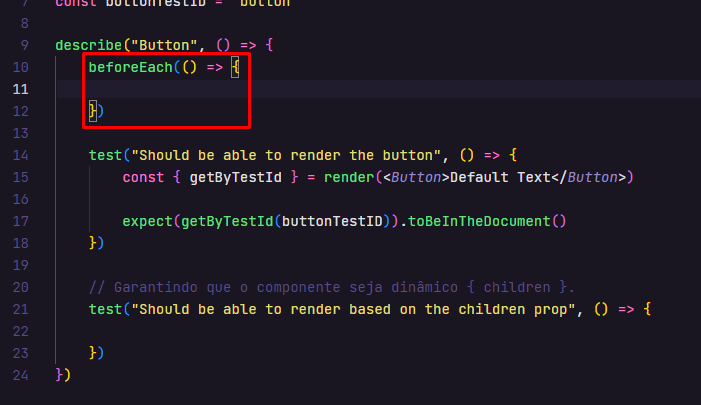 7 const buttonTestID = "button"
8
9 describe("Button", () => {
10 beforeEach(() => {
11
12 })
13
14 test("Should be able to render the button", () => {
15 const { getByTestId } = render(<Button>Default Text</Button>)
16
17 expect(getByTestId(buttonTestID)).toBeInTheDocument()
18 })
19
20 // Garantindo que o componente seja dinâmico { children }.
21 test("Should be able to render based on the children prop", () => {
22
23 })
24 })